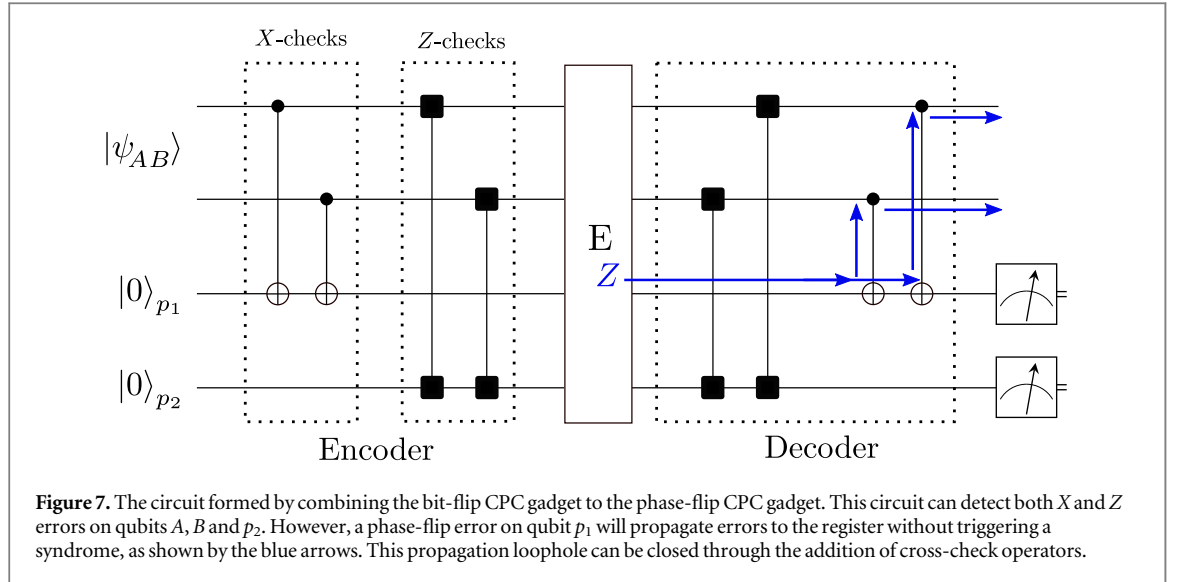 X-checks
Z-checks
|ψ_AB⟩
E
Z
|0⟩_p1
|0⟩_p2
Encoder
Decoder
Figure 7. The circuit formed by combining the bit-flip CPC gadget to the phase-flip CPC gadget. This circuit can detect both X and Z
errors on qubits A, B and p₂. However, a phase-flip error on qubit p₁ will propagate errors to the register without triggering a
syndrome, as shown by the blue arrows. This propagation loophole can be closed through the addition of cross-check operators.